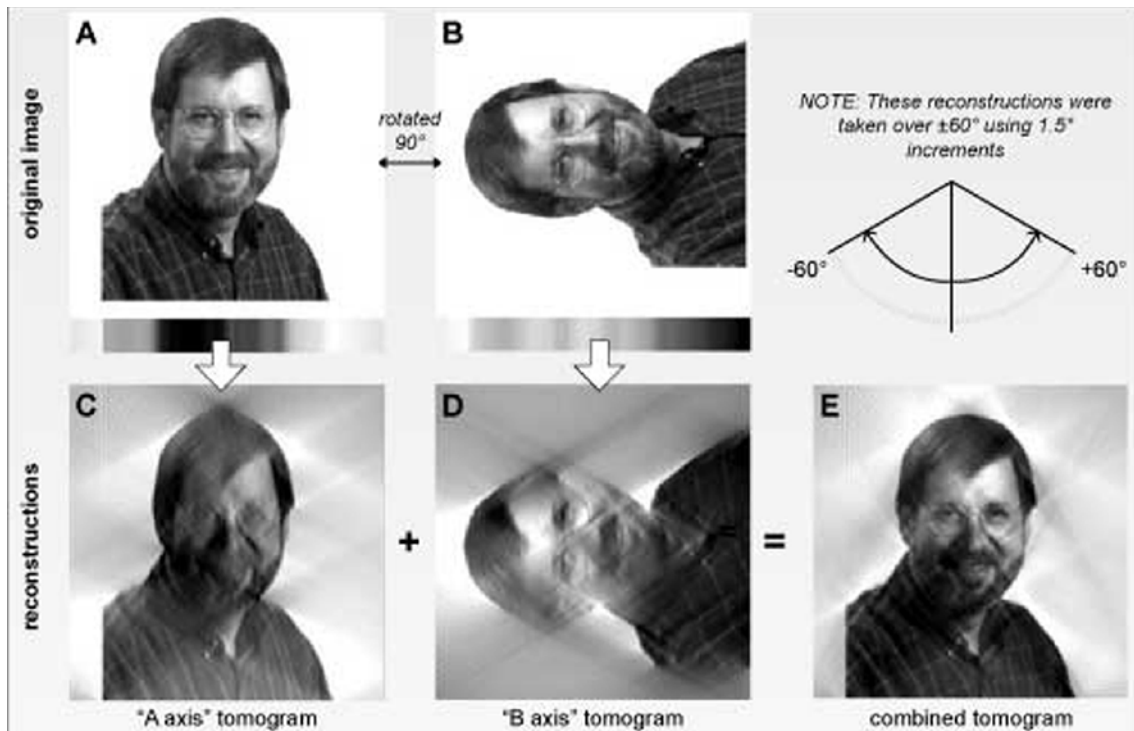 A
B
original image
rotated
90°
NOTE: These reconstructions were
taken over ±60° using 1.5°
increments
-60°
+60°
C
D
E
reconstructions
+
=
=
"A axis" tomogram
"B axis" tomogram
combined tomogram